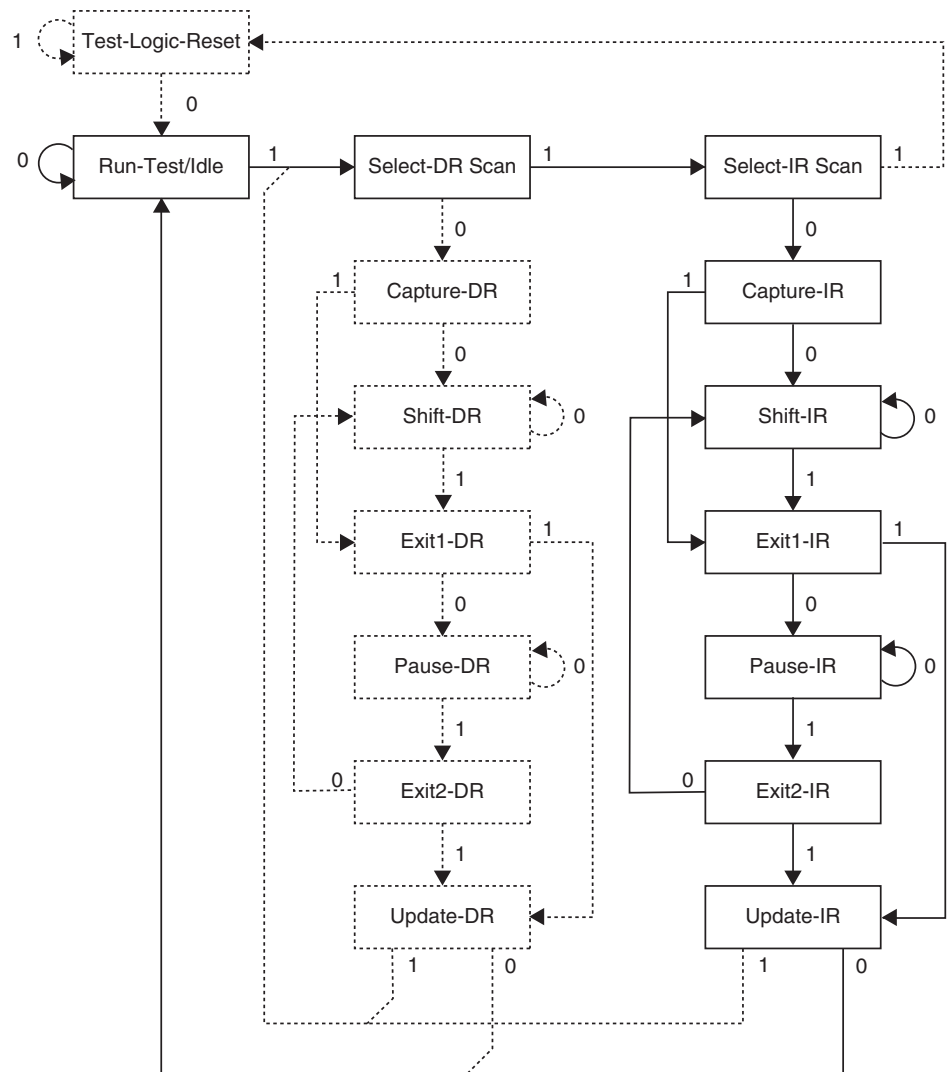 1 Test-Logic-Reset
0
0 Run-Test/Idle 1 Select-DR Scan 1 Select-IR Scan 1
0 0
1 Capture-DR 1 Capture-IR
0 0
Shift-DR 0 Shift-IR 0
1 1
Exit1-DR 1 Exit1-IR 1
0 0
Pause-DR 0 Pause-IR 0
1 1
0 Exit2-DR 0 Exit2-IR
1 1
Update-DR Update-IR
1 0 1 0